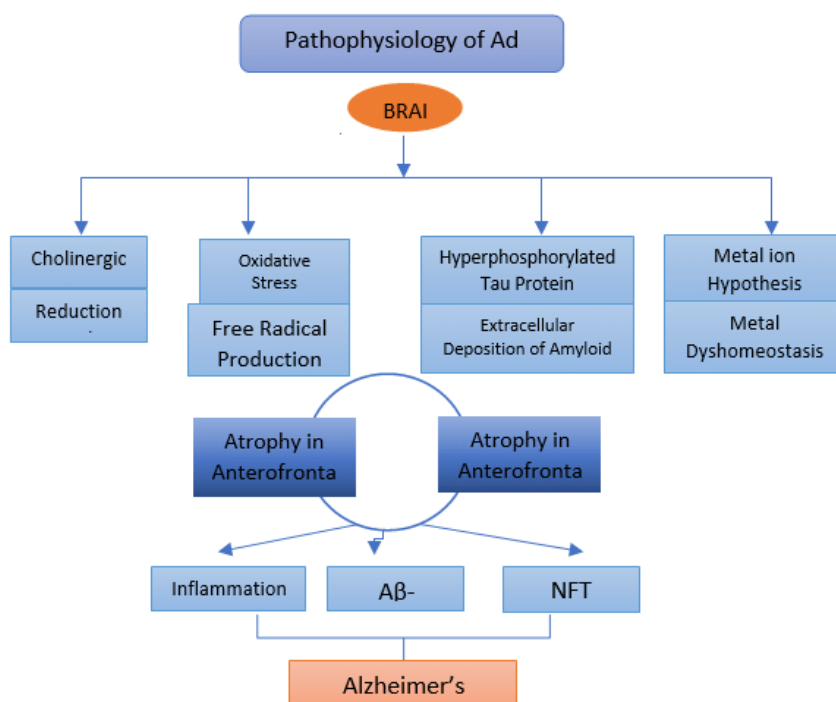 Pathophysiology of Ad
BRAI
Cholinergic
Reduction
Oxidative
Stress
Free Radical
Production
Hyperphosphorylated
Tau Protein
Extracellular
Deposition of Amyloid
Metal ion
Hypothesis
Metal
Dyshomeostasis
Atrophy in
Anterofronta
Atrophy in
Anterofronta
Inflammation
Aβ-
NFT
Alzheimer's